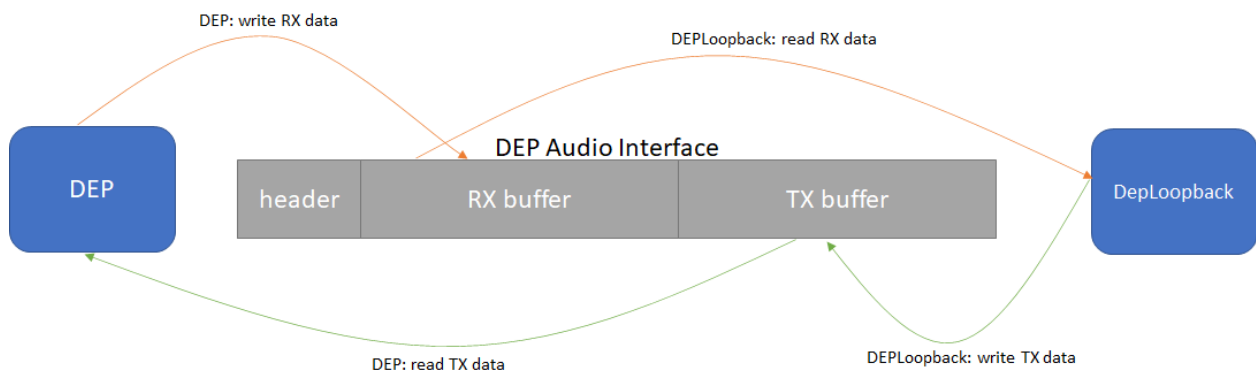 DEP: write RX data
DEPLoopback: read RX data
DEP Audio Interface
DEP
header
RX buffer
TX buffer
DepLoopback
DEP: read TX data
DEPLoopback: write TX data